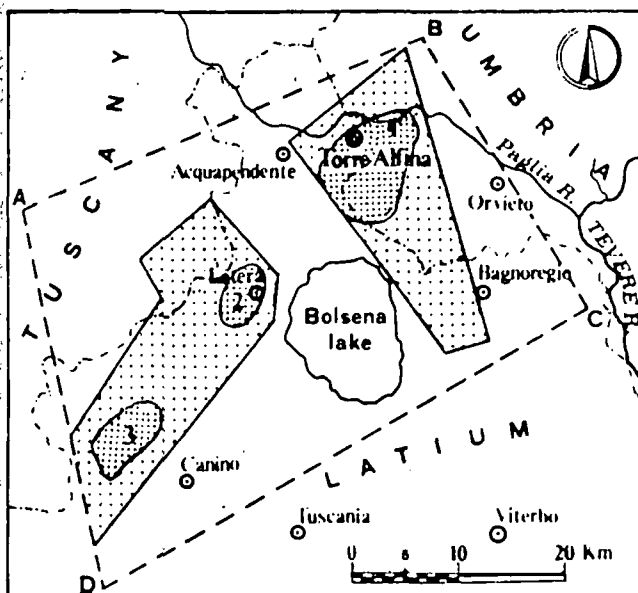 B
UMBRIA
TUSCANY
1
Torre Alfina
Acquapendente
Paglia R.
A
Orvieto
TEVERE R.
Latera
2
Bagnoregio
Bolsena
lake
C
3
LATIUM
Canino
Tuscania
Viterbo
0 8 10 20 Km
D